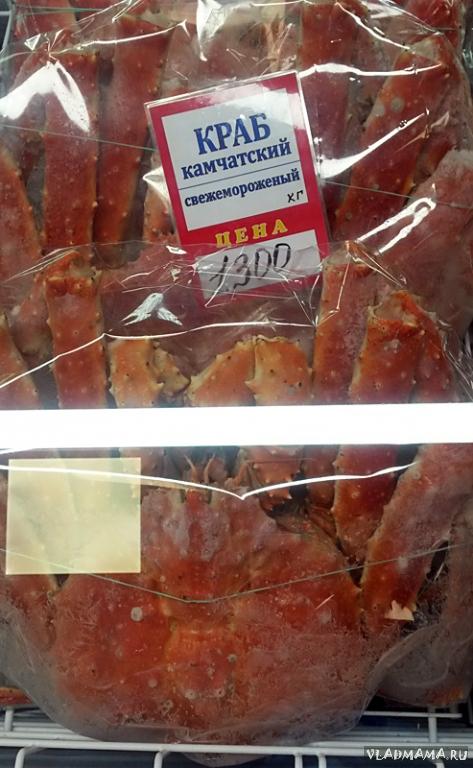 КРАБ
камчатский
свежемороженый
кг
ЦЕНА
1300
VLADMAMA.RU